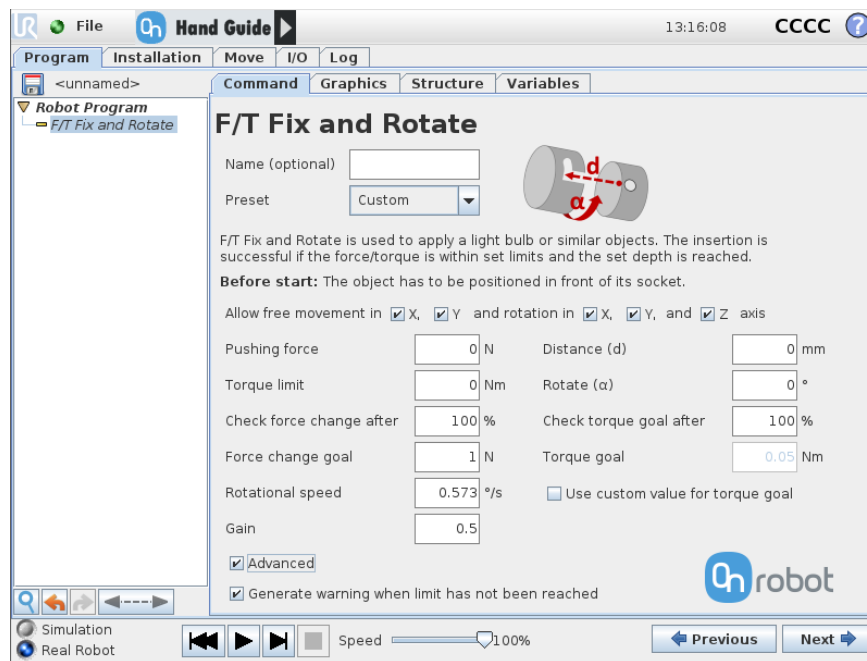 UR File On Hand Guide 13:16:08 CCCC ?
Program Installation Move I/O Log
<unnamed> Command Graphics Structure Variables
Robot Program
F/T Fix and Rotate
F/T Fix and Rotate
Name (optional)
Preset Custom
d
α
F/T Fix and Rotate is used to apply a light bulb or similar objects. The insertion is
successful if the force/torque is within set limits and the set depth is reached.
Before start: The object has to be positioned in front of its socket.
Allow free movement in X, Y and rotation in X, Y, and Z axis
Pushing force 0 N Distance (d) 0 mm
Torque limit 0 Nm Rotate (α) 0 °
Check force change after 100 % Check torque goal after 100 %
Force change goal 1 N Torque goal 0.05 Nm
Rotational speed 0.573 °/s Use custom value for torque goal
Gain 0.5
Advanced
On robot
Generate warning when limit has not been reached
Simulation
Real Robot
Speed 100% Previous Next